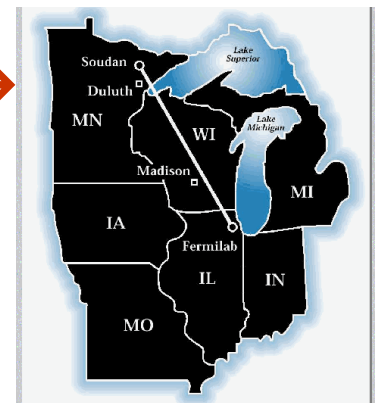 Lake
Superior
Soudan
Duluth
Lake
Michigan
MN
WI
Madison
MI
IA
Fermilab
IL
IN
MO